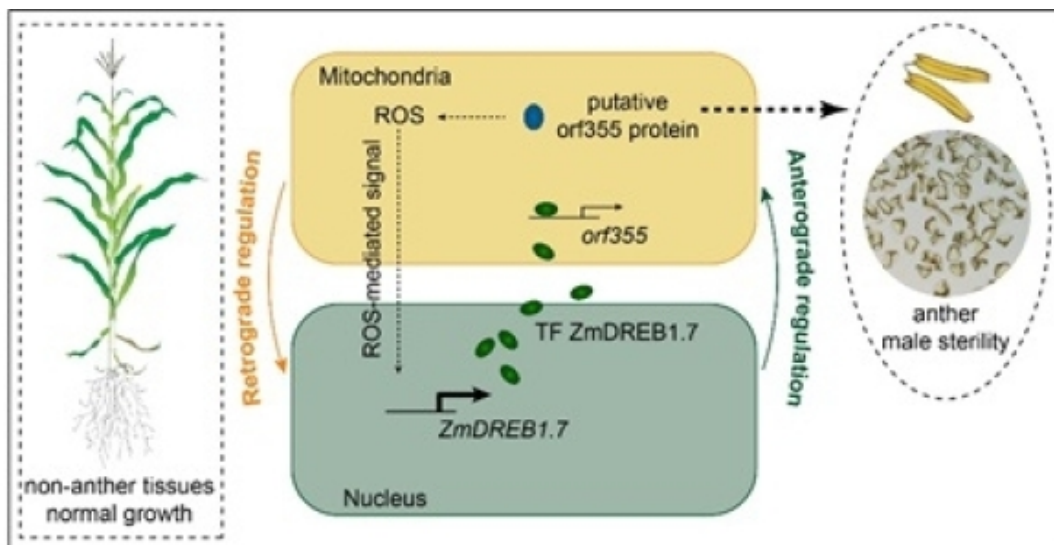 non-anther tissues
normal growth
Retrograde regulation
Mitochondria
ROS
putative
orf355 protein
ROS-mediated signal
orf355
TF ZmDREB1.7
ZmDREB1.7
Nucleus
Anterograde regulation
anther
male sterility